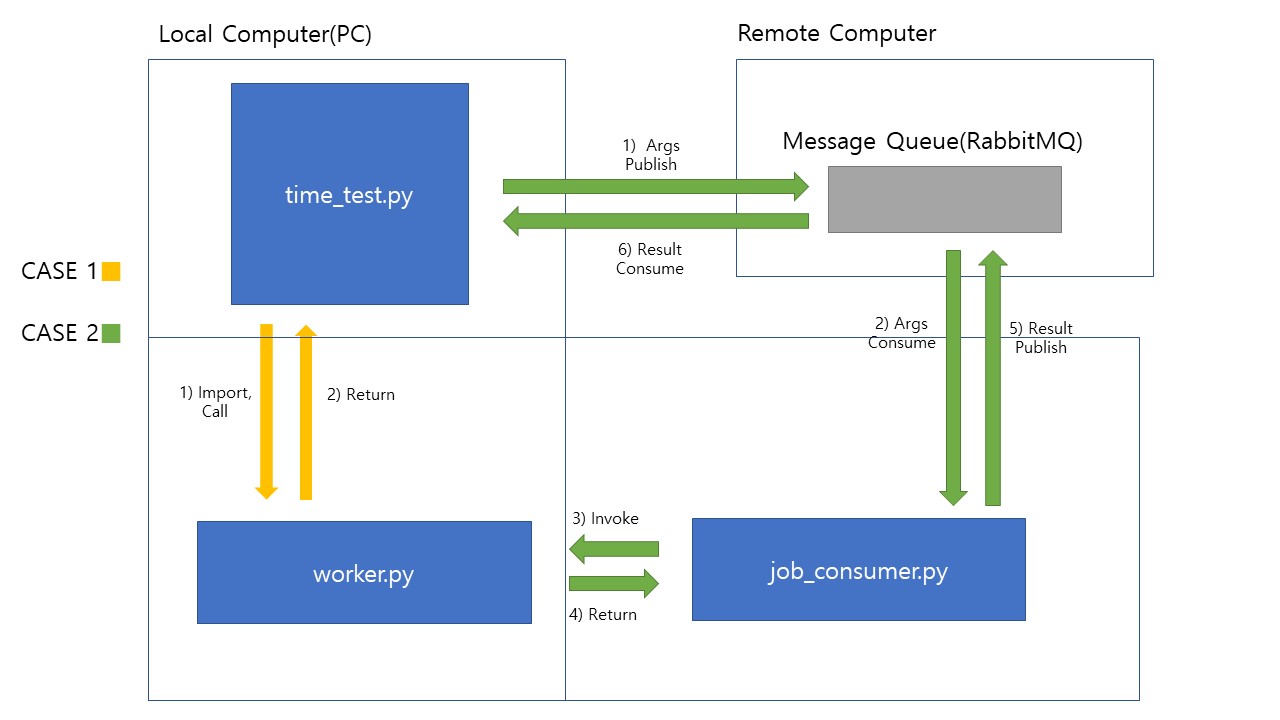 Local Computer(PC)
Remote Computer
Message Queue(RabbitMQ)
1) Args
Publish
time_test.py
6) Result
Consume
CASE 1
CASE 2
2) Args
Consume
5) Result
Publish
1) Import,
Call
2) Return
3) Invoke
worker.py
job_consumer.py
4) Return